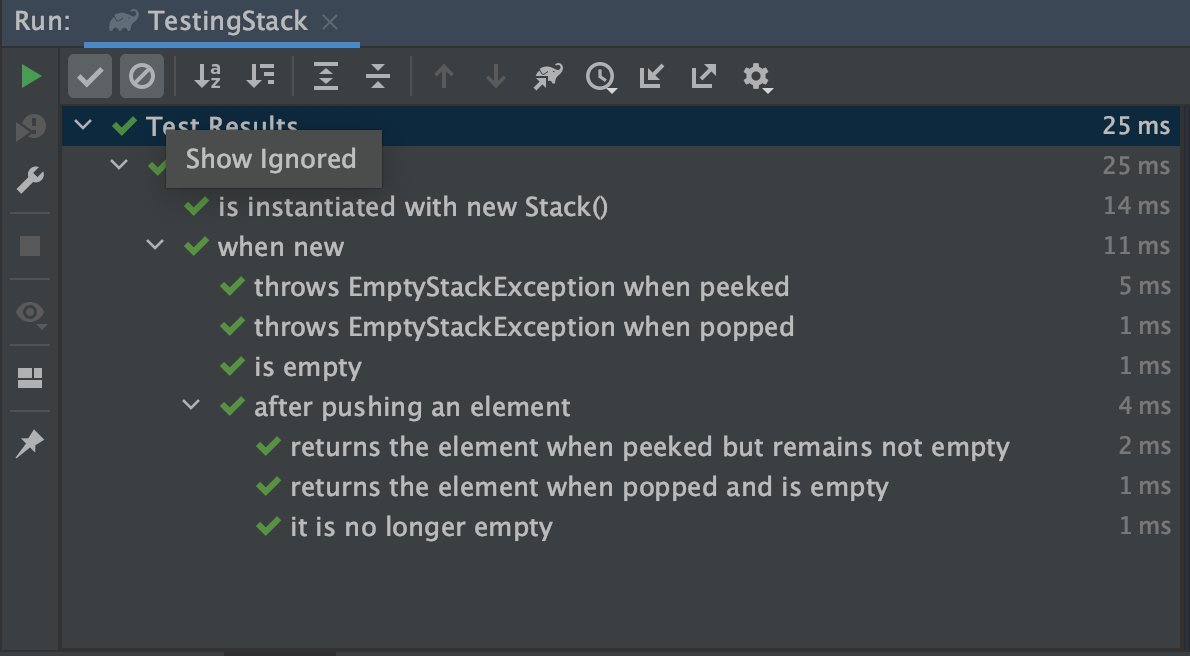 Run: TestingStack
Test Results 25 ms
Show Ignored 25 ms
is instantiated with new Stack() 14 ms
when new 11 ms
throws EmptyStackException when peeked 5 ms
throws EmptyStackException when popped 1 ms
is empty 1 ms
after pushing an element 4 ms
returns the element when peeked but remains not empty 2 ms
returns the element when popped and is empty 1 ms
it is no longer empty 1 ms